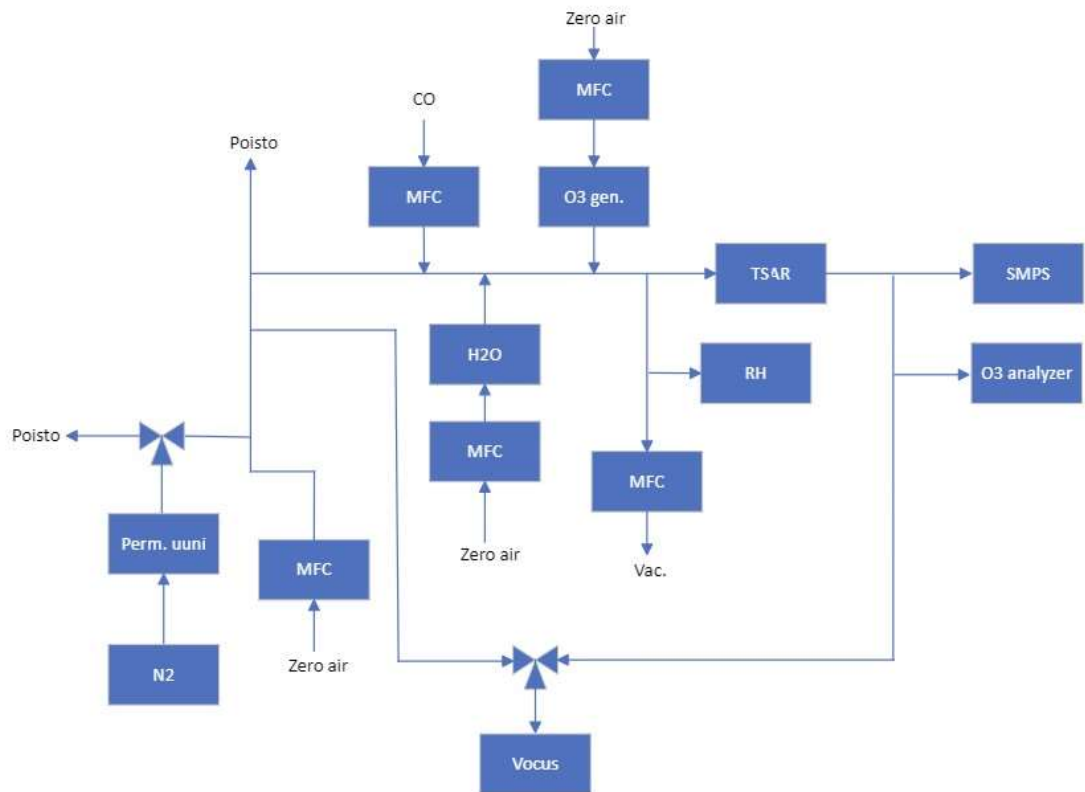 Zero air
MFC
CO
Poisto
MFC
O3 gen.
TSAR
SMPS
H2O
RH
O3 analyzer
Poisto
MFC
MFC
Perm. uuni
MFC
Zero air
Vac.
Zero air
N2
Vocus